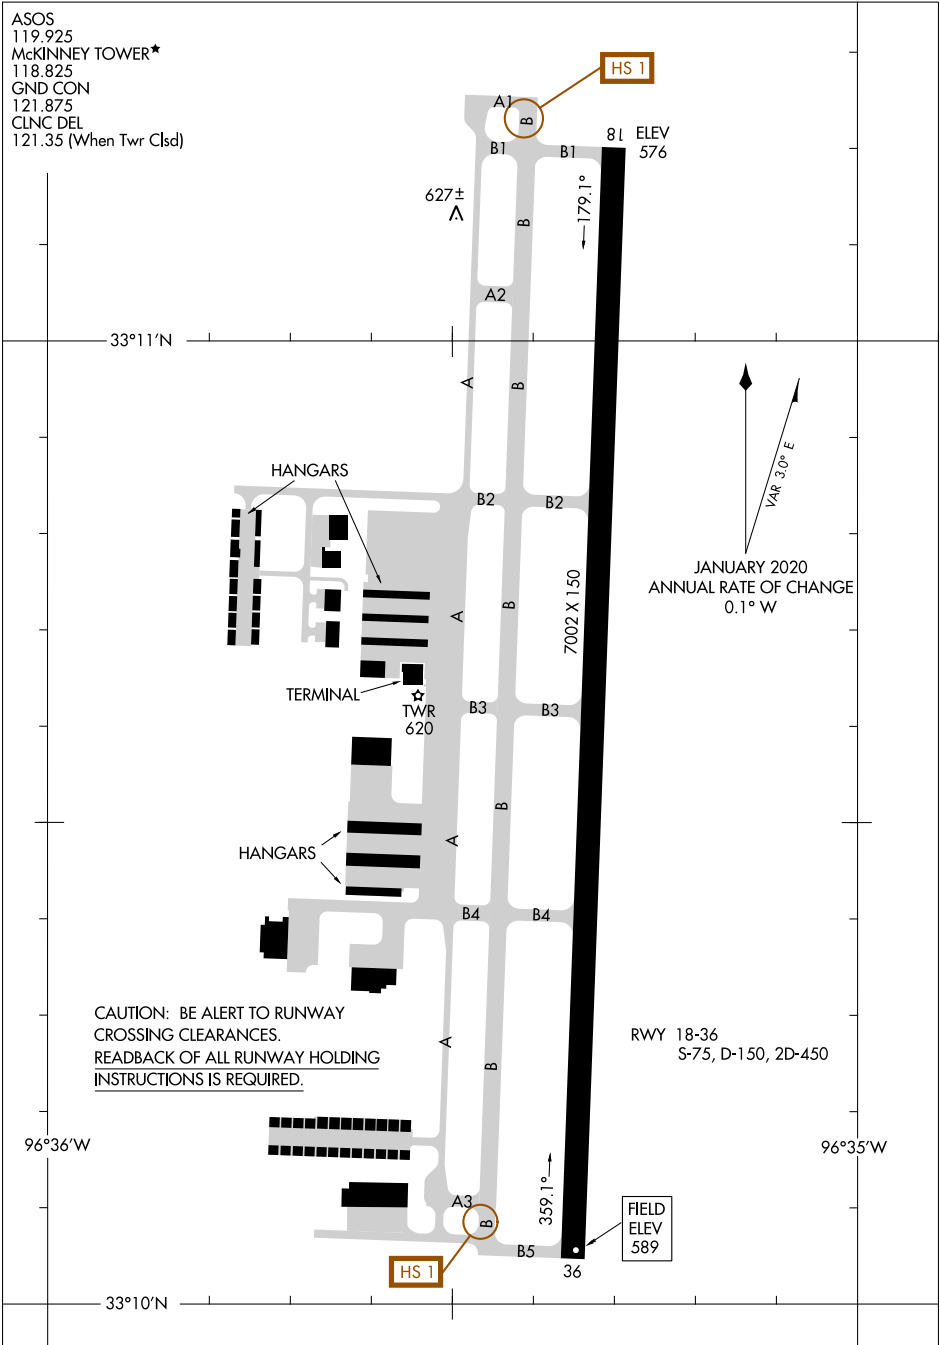 ASOS
119.925
McKINNEY TOWER★
118.825
GND CON
121.875
CLNC DEL
121.35 (When Twr Clsd)
HS 1
A1
B
B1
B1
18
ELEV
576
627±
B
179.1°
A2
33°11'N
A
B
VAR 3.0° E
JANUARY 2020
ANNUAL RATE OF CHANGE
0.1° W
HANGARS
B2
B2
7002 X 150
A
B
TERMINAL
TWR
620
B3
B3
B
A
HANGARS
B4
B4
CAUTION: BE ALERT TO RUNWAY
CROSSING CLEARANCES.
READBACK OF ALL RUNWAY HOLDING
INSTRUCTIONS IS REQUIRED.
RWY 18-36
S-75, D-150, 2D-450
A
B
96°36'W
96°35'W
359.1°
A3
B
FIELD
ELEV
589
B5
HS 1
36
33°10'N